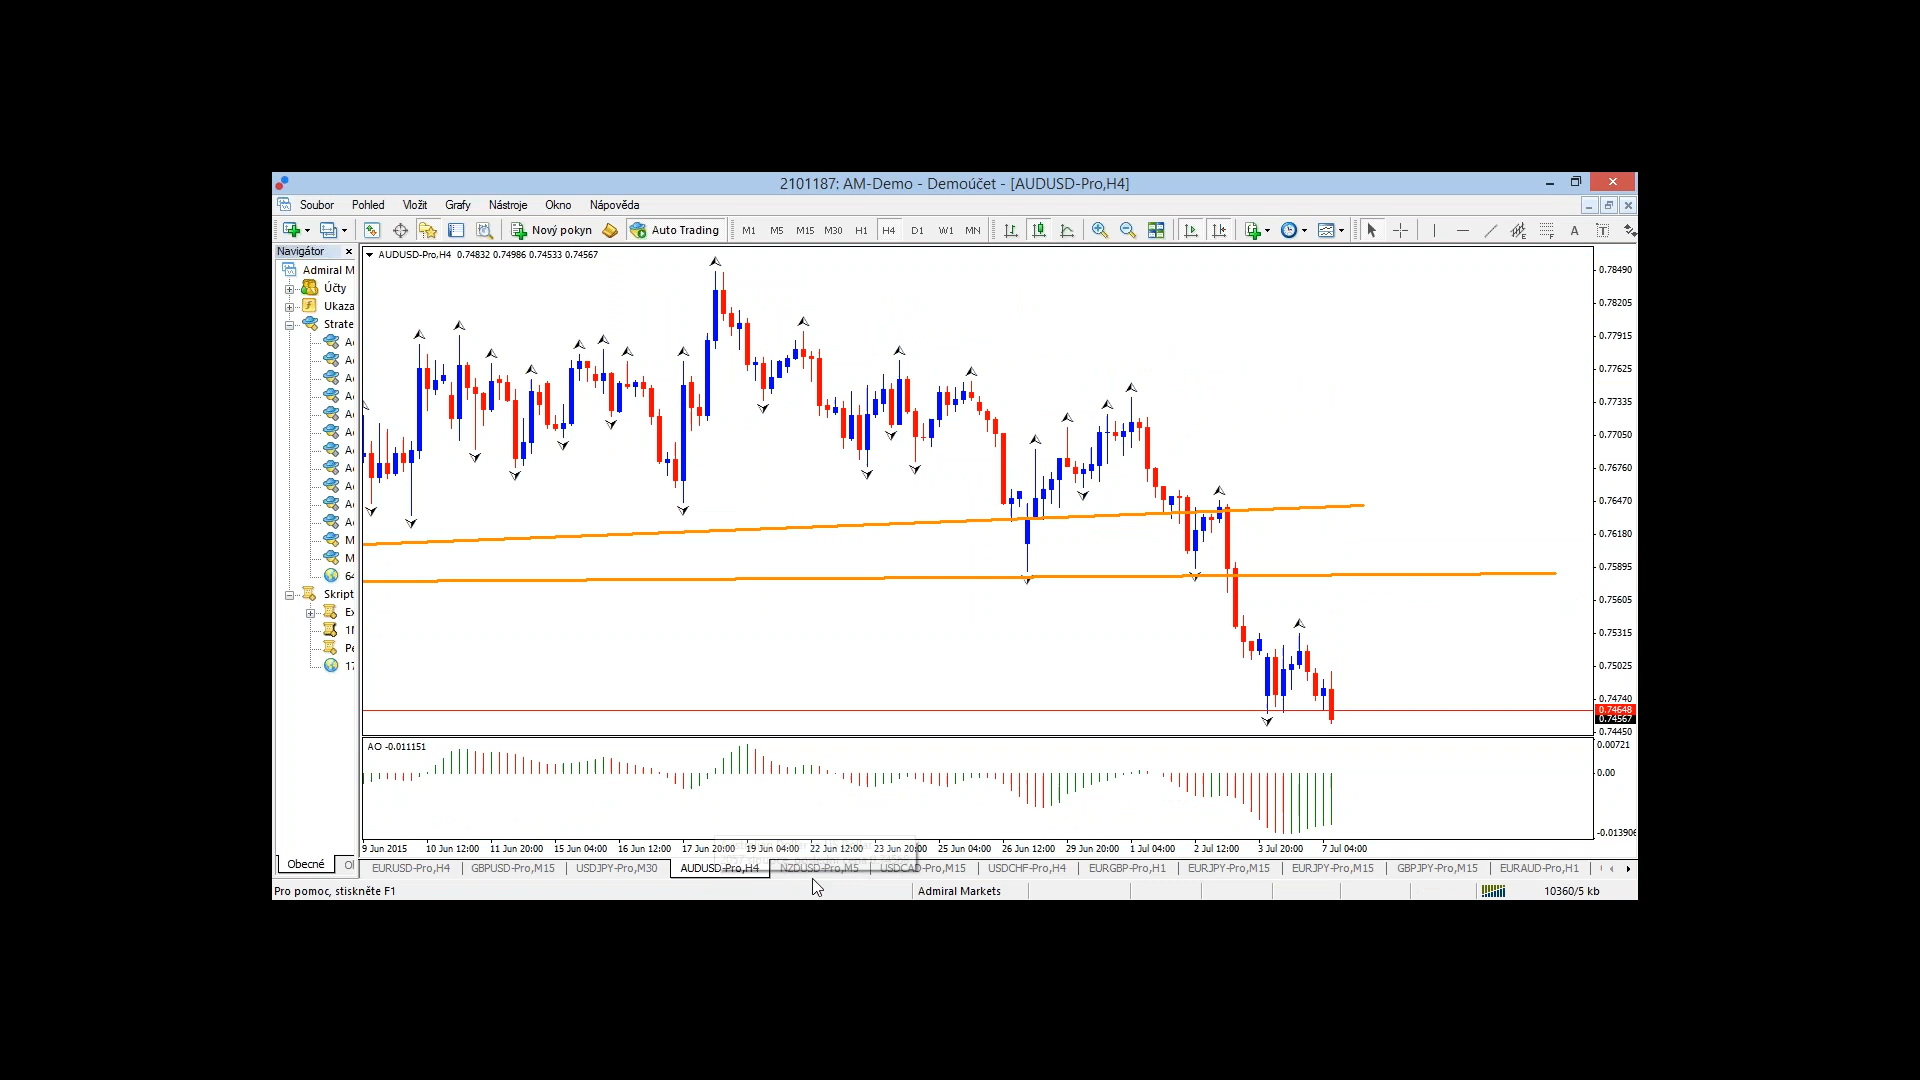 2101187: AM-Demo - Demoúčet - [AUDUSD-Pro,H4]
Soubor Pohled Vložit Grafy Nástroje Okno Nápověda
Nový pokyn Auto Trading M1 M5 M15 M30 H1 H4 D1 W1 MN
Navigátor
Admiral M
Účty
Ukaza
Strate
Skript
AUDUSD-Pro,H4 0.74832 0.74986 0.74533 0.74567
0.78490
0.78205
0.77915
0.77625
0.77335
0.77050
0.76760
0.76470
0.76180
0.75895
0.75605
0.75315
0.75025
0.74740
0.74648
0.74567
0.74450
AO -0.011151
0.00721
0.00
-0.013906
9 Jun 2015 10 Jun 12:00 11 Jun 20:00 15 Jun 04:00 16 Jun 12:00 17 Jun 20:00 19 Jun 04:00 22 Jun 12:00 23 Jun 20:00 25 Jun 04:00 26 Jun 12:00 29 Jun 20:00 1 Jul 04:00 2 Jul 12:00 3 Jul 20:00 7 Jul 04:00
Obecné
EURUSD-Pro,H4 GBPUSD-Pro,M15 USDJPY-Pro,M30 AUDUSD-Pro,H4 NZDUSD-Pro,M5 USDCAD-Pro,M15 USDCHF-Pro,H4 EURGBP-Pro,H1 EURJPY-Pro,M15 EURJPY-Pro,M15 GBPJPY-Pro,M15 EURAUD-Pro,H1
Pro pomoc, stiskněte F1 Admiral Markets 10360/5 kb